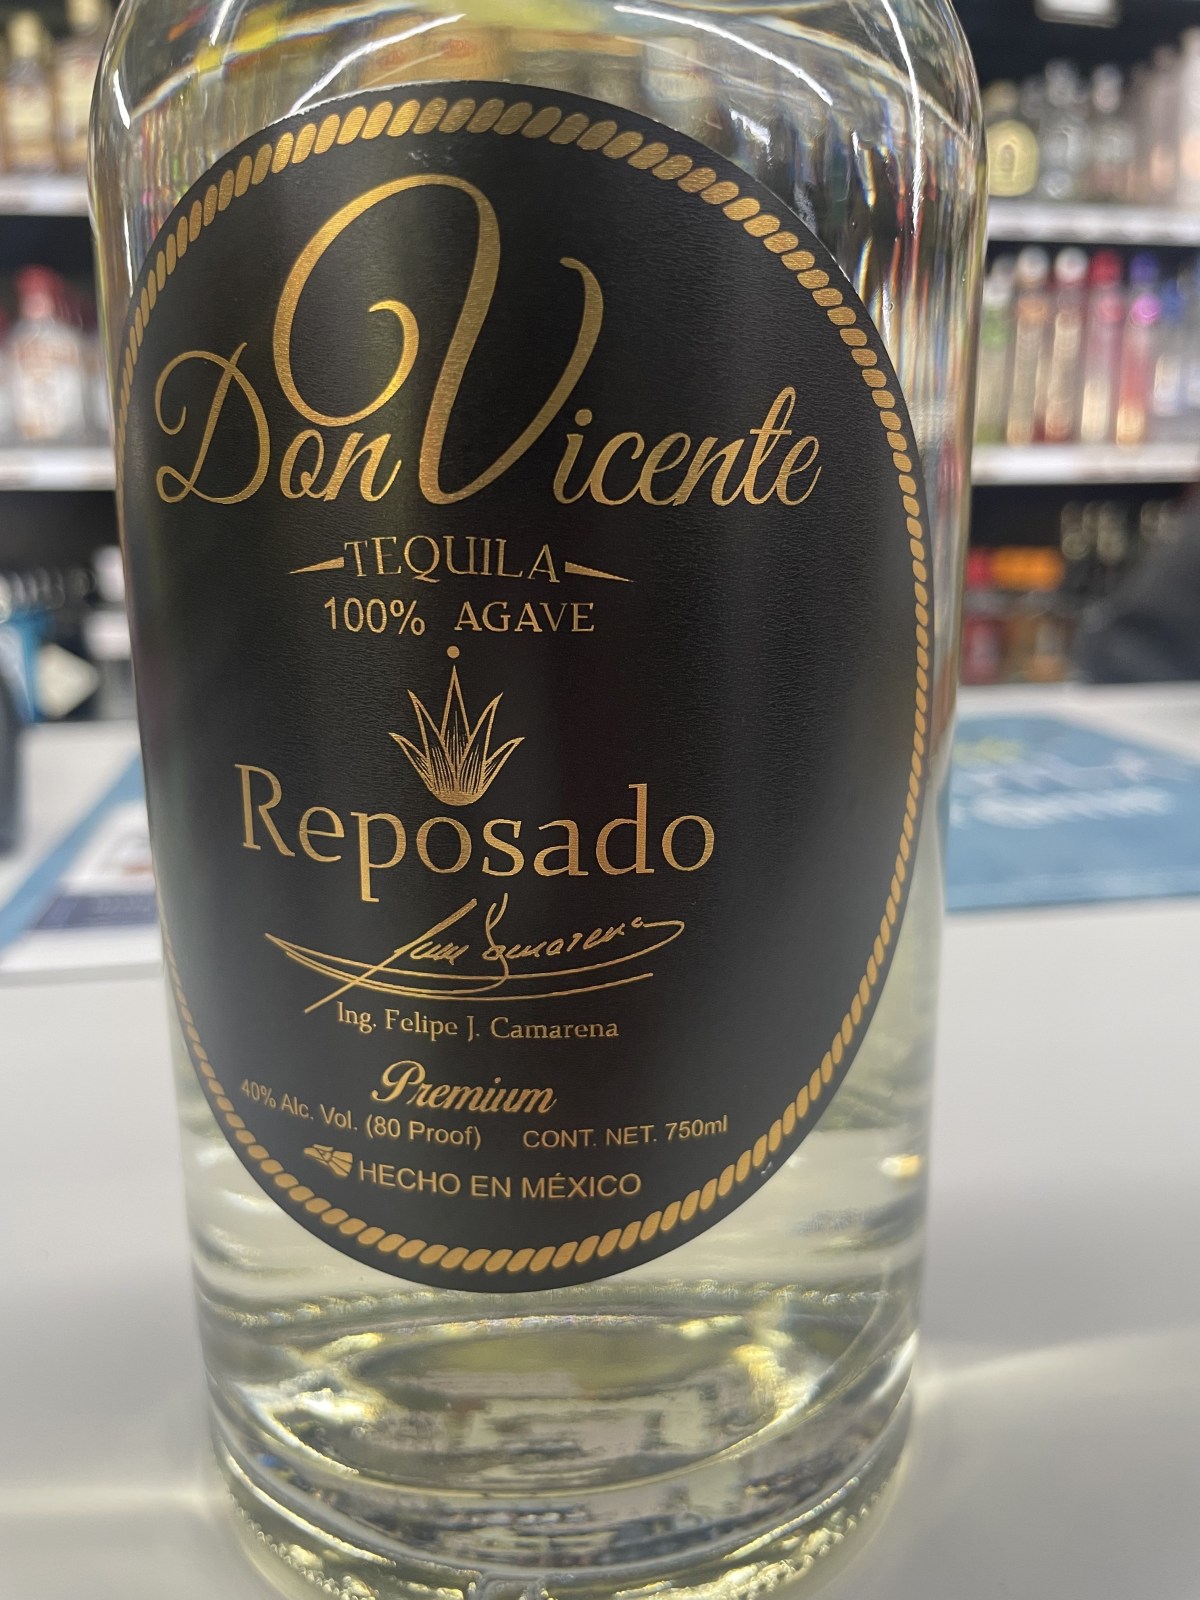 Don Vicente
TEQUILA
100% AGAVE
Reposado
Ing. Felipe J. Camarena
Premium
40% Alc. Vol. (80 Proof) CONT. NET. 750ml
HECHO EN MÉXICO